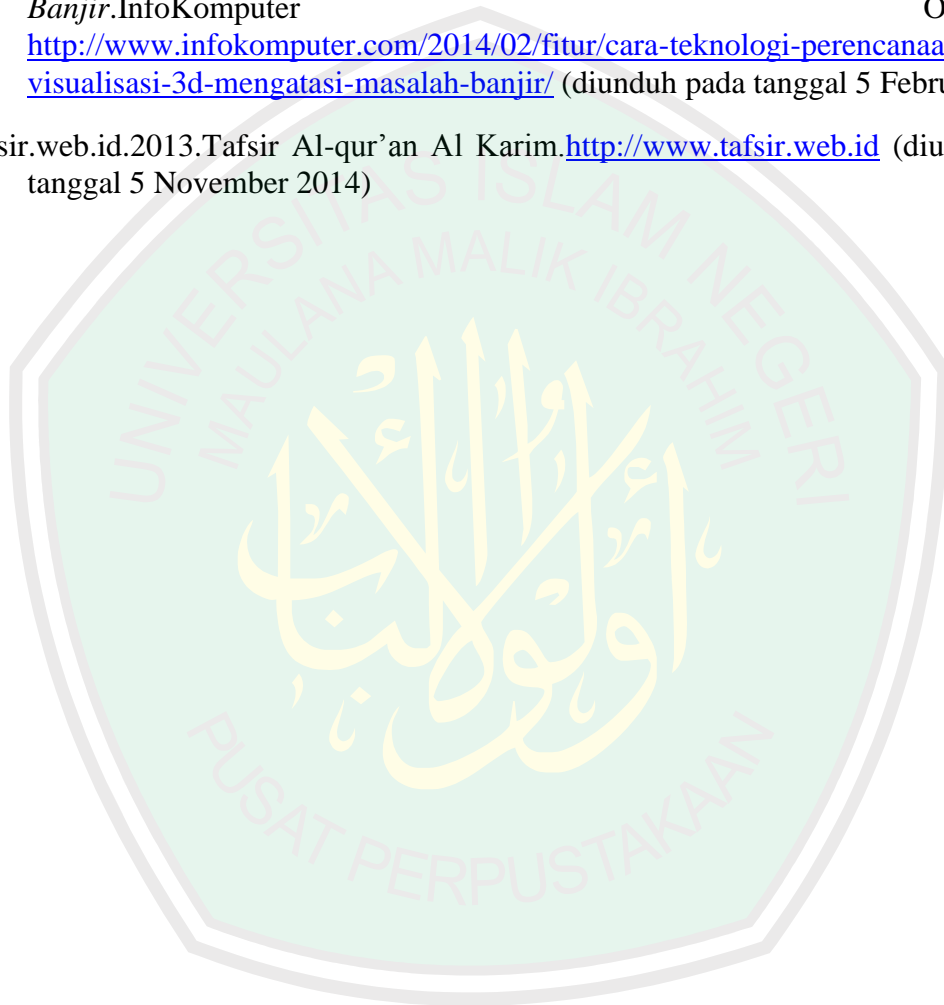 Banjir.InfoKomputer O
http://www.infokomputer.com/2014/02/fitur/cara-teknologi-perencanaa
visualisasi-3d-mengatasi-masalah-banjir/ (diunduh pada tanggal 5 Febru
sir.web.id.2013.Tafsir Al-qur’an Al Karim.http://www.tafsir.web.id (diu
tanggal 5 November 2014)
UNIVERSITAS ISLAM NEGERI
MAULANA MALIK IBRAHIM
أولوا الألباب
PUSAT PERPUSTAKAAN